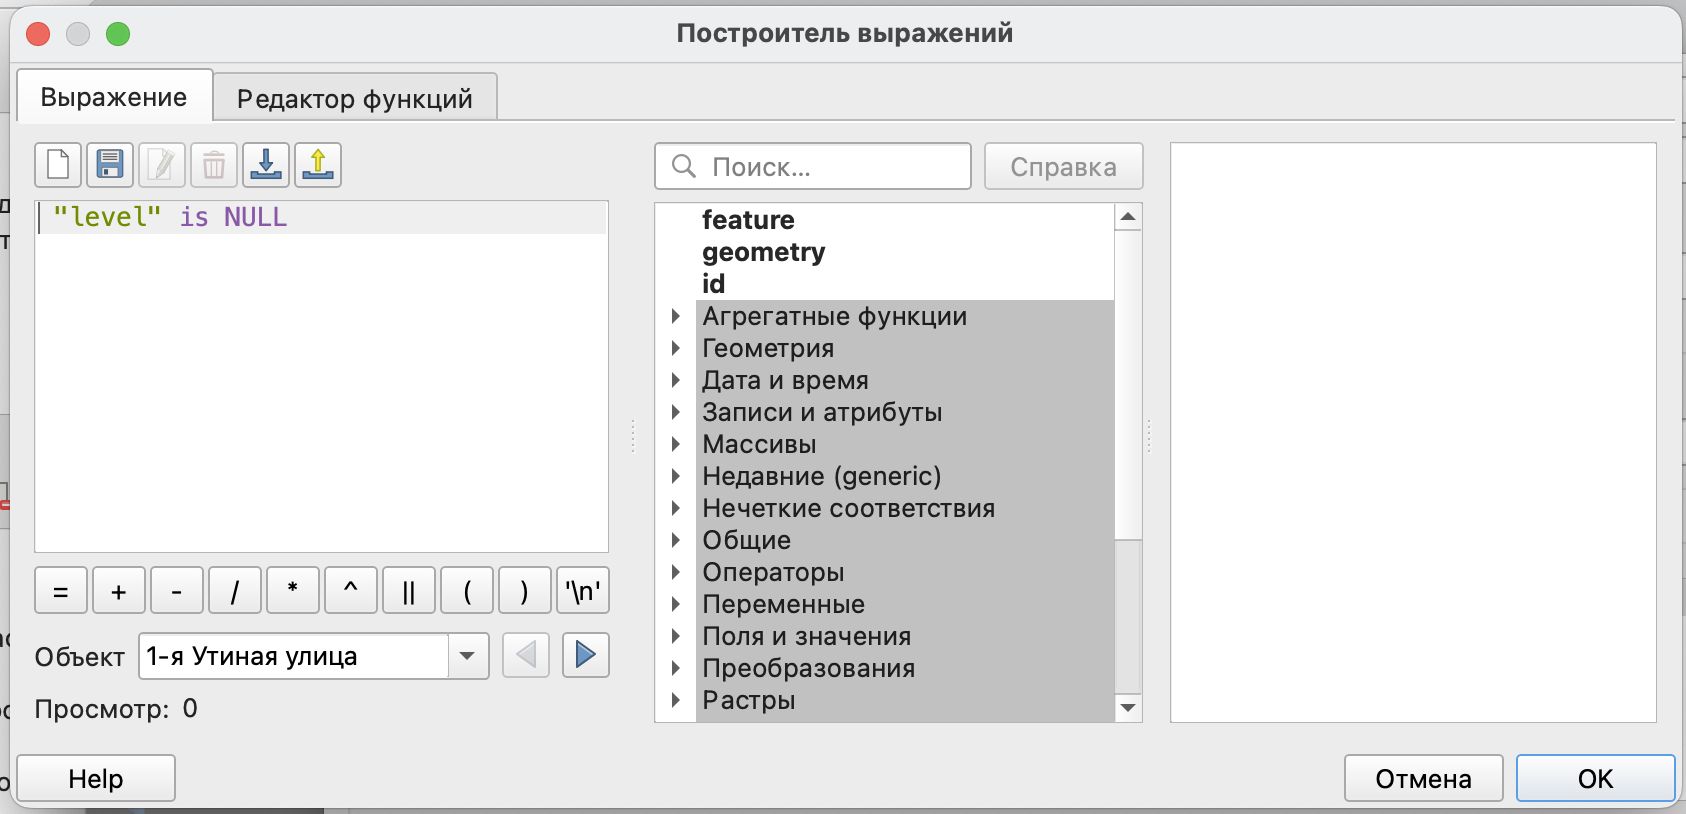 Построитель выражений
Выражение
Редактор функций
Поиск...
Справка
"level" is NULL
feature
geometry
id
Агрегатные функции
Геометрия
Дата и время
Записи и атрибуты
Массивы
Недавние (generic)
Нечеткие соответствия
Общие
Операторы
Переменные
Поля и значения
Преобразования
Растры
= + - / * ^ || ( ) '\n'
Объект 1-я Утиная улица
Просмотр: 0
Help
Отмена
OK